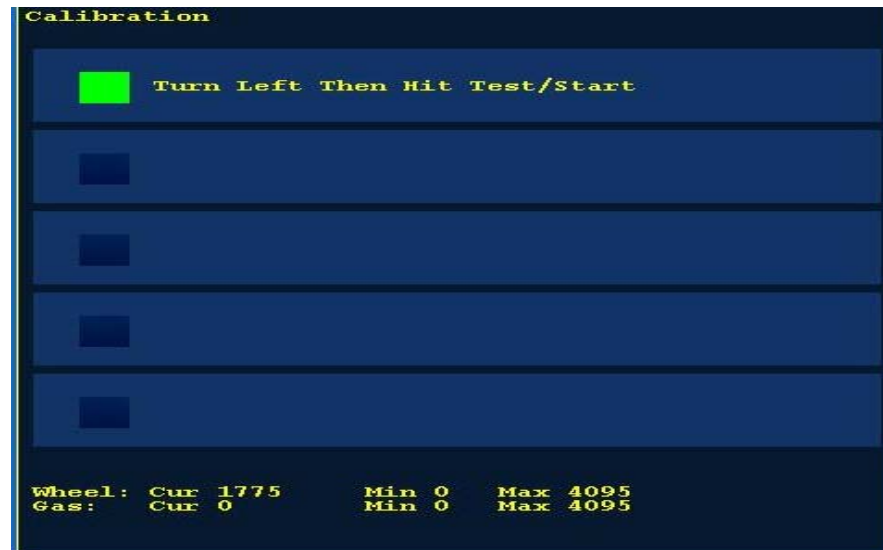 Calibration
Turn Left Then Hit Test/Start
Wheel: Cur 1775 Min 0 Max 4095
Gas: Cur 0 Min 0 Max 4095